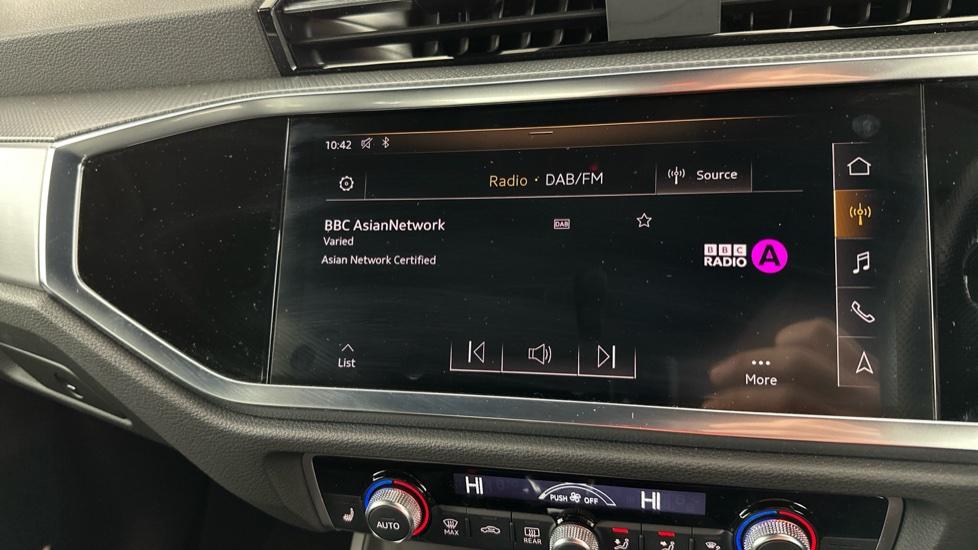 10:42
Radio · DAB/FM
Source
BBC AsianNetwork
DAB
Varied
Asian Network Certified
BBC
RADIO A
List
More
HI
PUSH OFF
HI
AUTO
MAX
REAR